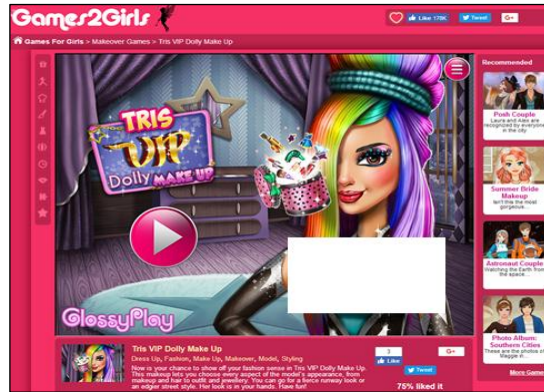 Games2Girls
Like 178K
Tweet
G+
Games For Girls > Makeover Games > Tris VIP Dolly Make Up
Recommended
TRIS
VIP
Dolly MAKE UP
GlossyPlay
Posh Couple
Laura and Alex are
recognized by everyone
in the city
Summer Bride
Makeup
Isn't this the most
gorgeous...
Astronaut Couple
Watching the Earth from
the space...
Photo Album:
Southern Cities
These are the photos of
Maggie in...
More Games
Tris VIP Dolly Make Up
Dress Up, Fashion, Make Up, Makeover, Model, Styling
Now is your chance to show off your fashion sense in Tris VIP Dolly Make Up.
This makeup lets you choose every aspect of the model's appearance, from
makeup and hair to outfit and jewellery. You can go for a fierce runway look or
an edgier street style. Her look is in your hands. Have fun!
3
Like
G+
Tweet
75% liked it